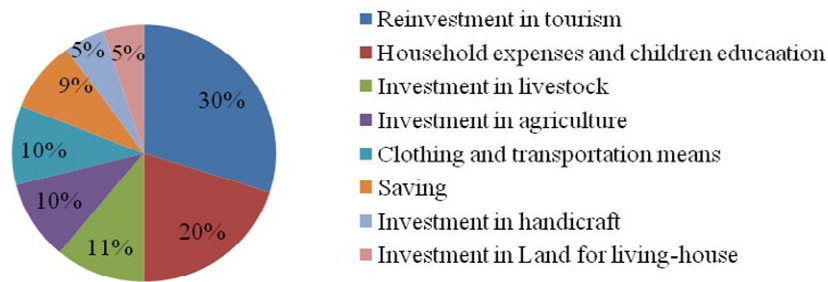 Reinvestment in tourism
Household expenses and children educaation
Investment in livestock
Investment in agriculture
Clothing and transportation means
Saving
Investment in handicraft
Investment in Land for living-house
30%
20%
11%
10%
10%
9%
5%
5%